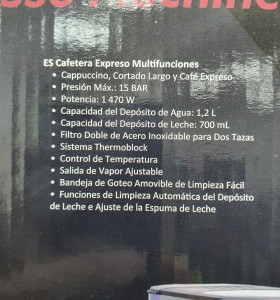 sso Machine
ES Cafetera Expreso Multifunciones
• Cappuccino, Cortado Largo y Café Expreso
• Presión Máx.: 15 BAR
• Potencia: 1 470 W
• Capacidad del Depósito de Agua: 1,2 L
• Capacidad del Depósito de Leche: 700 mL
• Filtro Doble de Acero Inoxidable para Dos Tazas
• Sistema Thermoblock
• Control de Temperatura
• Salida de Vapor Ajustable
• Bandeja de Goteo Amovible de Limpieza Fácil
• Funciones de Limpieza Automática del Depósito
de Leche e Ajuste de la Espuma de Leche